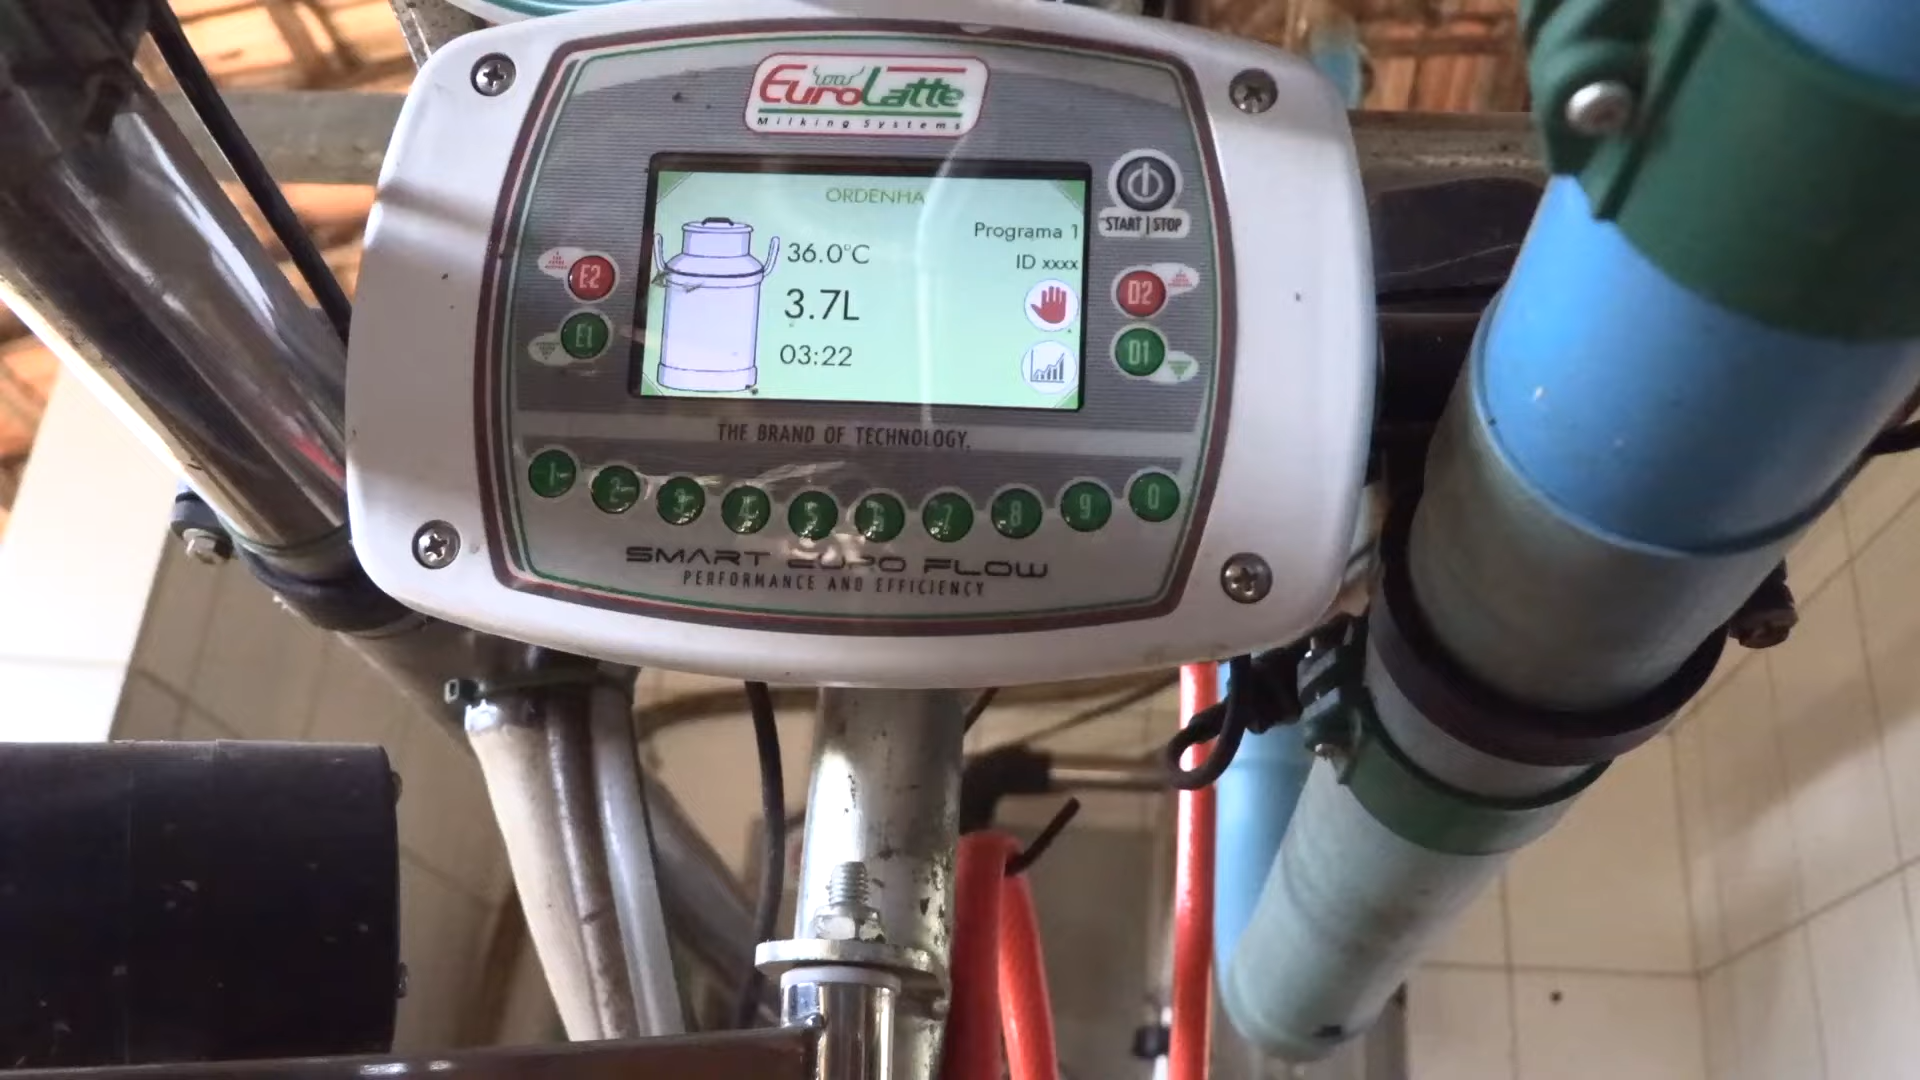 EuroLatte
Milking Systems
ORDENHA
Programa 1
36.0°C
ID xxxx
3.7L
03:22
START | STOP
E2
E1
D2
D1
THE BRAND OF TECHNOLOGY.
1 2 3 4 5 6 7 8 9 0
SMART EURO FLOW
PERFORMANCE AND EFFICIENCY